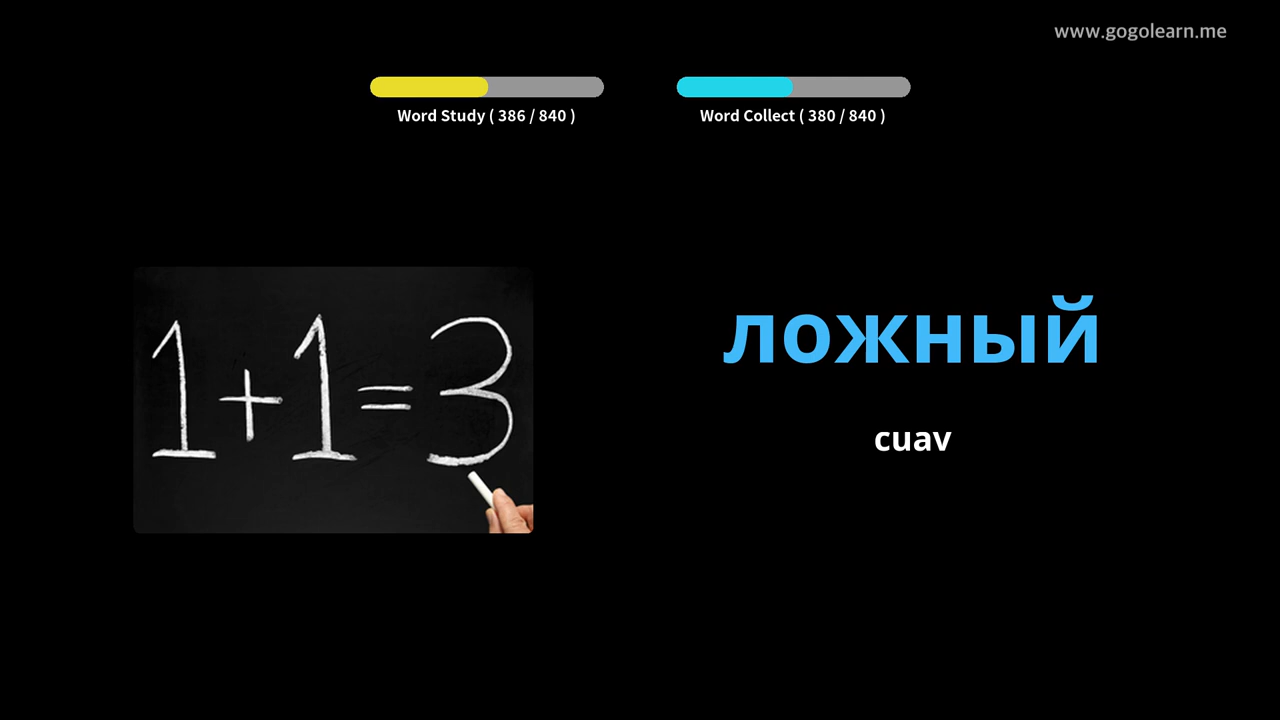 www.gogolearn.me
Word Study ( 386 / 840 )
Word Collect ( 380 / 840 )
1+1=3
ложный
cuav